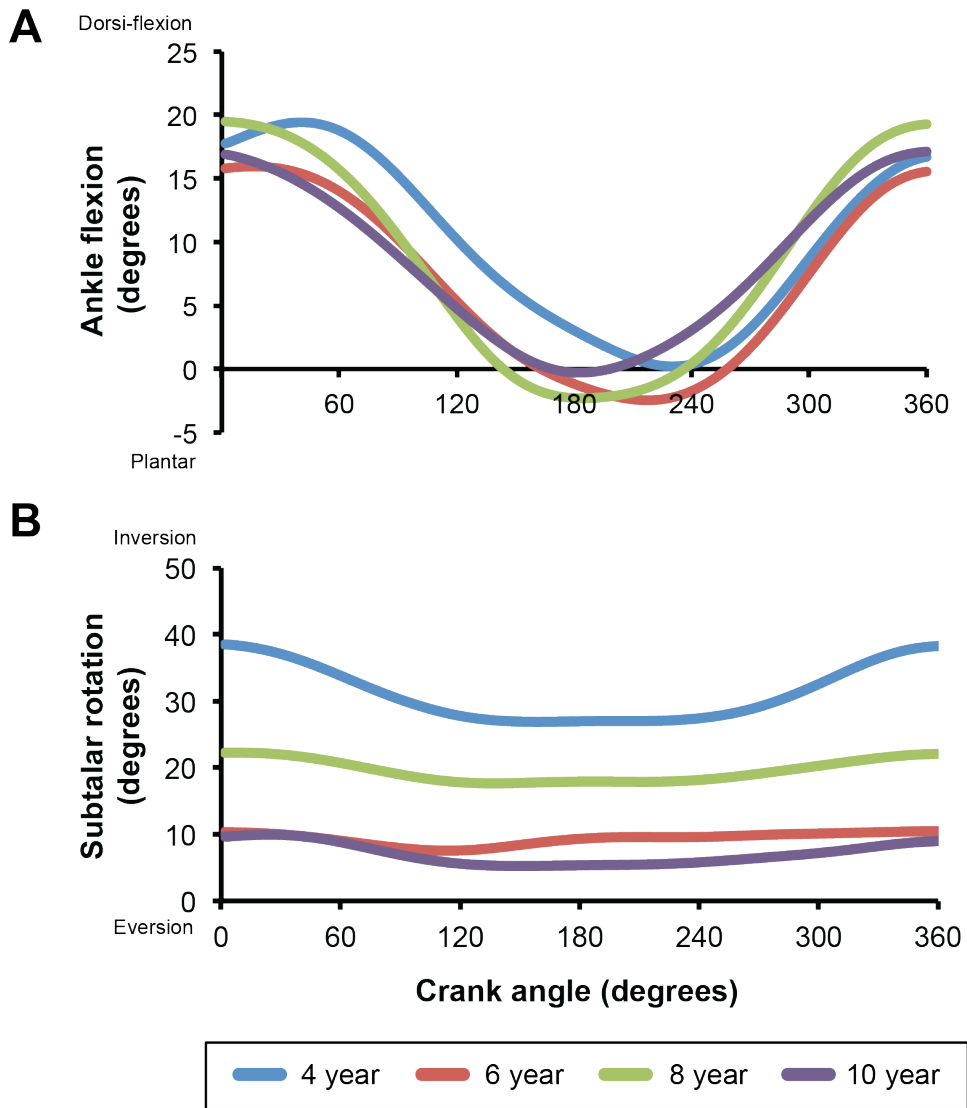 A
Dorsi-flexion
25
20
15
10
5
0
-5
Ankle flexion
(degrees)
60 120 180 240 300 360
Plantar
B
Inversion
50
40
30
20
10
0
Subtalar rotation
(degrees)
Eversion
0 60 120 180 240 300 360
Crank angle (degrees)
4 year 6 year 8 year 10 year